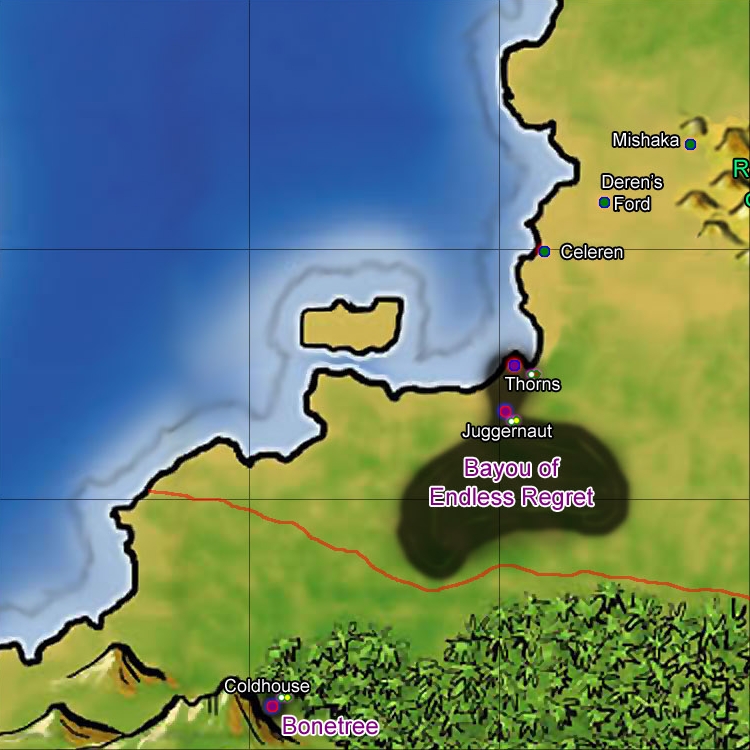 Mishaka
R
Deren's
Ford
Celeren
Thorns
Juggernaut
Bayou of
Endless Regret
Coldhouse
Bonetree